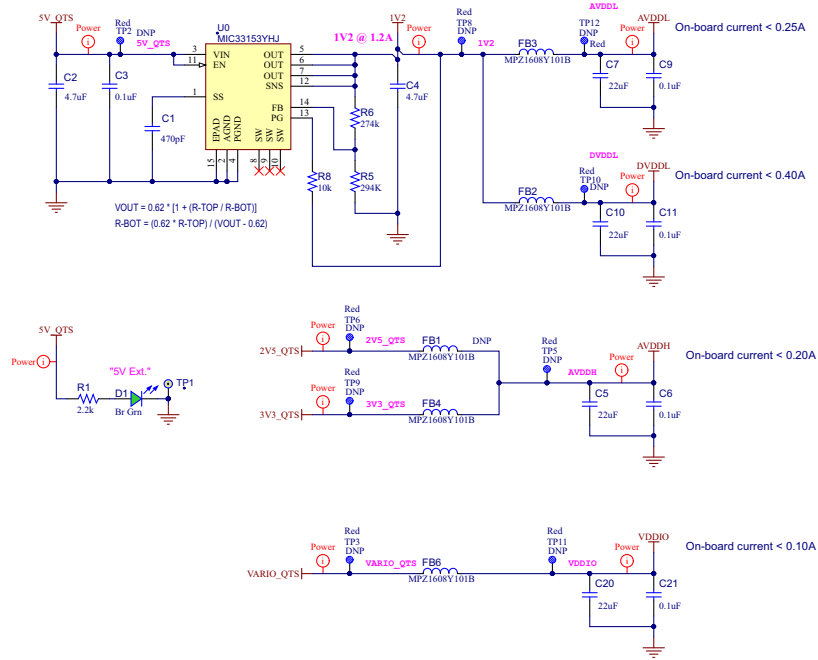 5V_QTS
Power
Red
TP2
DNP
5V_QTS
U0
MIC33153YHJ
3
VIN
11
EN
1
SS
EPAD
AGND
PGND
15
2
4
SW
SW
SW
8
9
10
OUT
5
OUT
6
OUT
7
SNS
12
FB
14
PG
13
C2
4.7uF
C3
0.1uF
C1
470pF
1V2 @ 1.2A
1V2
Power
C4
4.7uF
R6
274k
R5
294K
R8
10k
Red
TP8
DNP
1V2
FB3
MPZ1608Y101B
AVDDL
Red
TP12
DNP
Red
Power
AVDDL
C7
22uF
C9
0.1uF
On-board current < 0.25A
FB2
MPZ1608Y101B
DVDDL
Red
TP10
DNP
Power
DVDDL
C10
22uF
C11
0.1uF
On-board current < 0.40A
VOUT = 0.62 * [1 + (R-TOP / R-BOT)]
R-BOT = (0.62 * R-TOP) / (VOUT - 0.62)
5V_QTS
Power
"5V Ext."
R1
2.2k
D1
Br Grn
TP1
Power
Red
TP6
DNP
2V5_QTS
2V5_QTS
FB1
DNP
MPZ1608Y101B
Power
Red
TP9
DNP
3V3_QTS
3V3_QTS
FB4
MPZ1608Y101B
Red
TP5
DNP
AVDDH
Power
AVDDH
C5
22uF
C6
0.1uF
On-board current < 0.20A
Power
Red
TP3
DNP
VARIO_QTS
VARIO_QTS
FB6
MPZ1608Y101B
Red
TP11
DNP
VDDIO
Power
VDDIO
C20
22uF
C21
0.1uF
On-board current < 0.10A